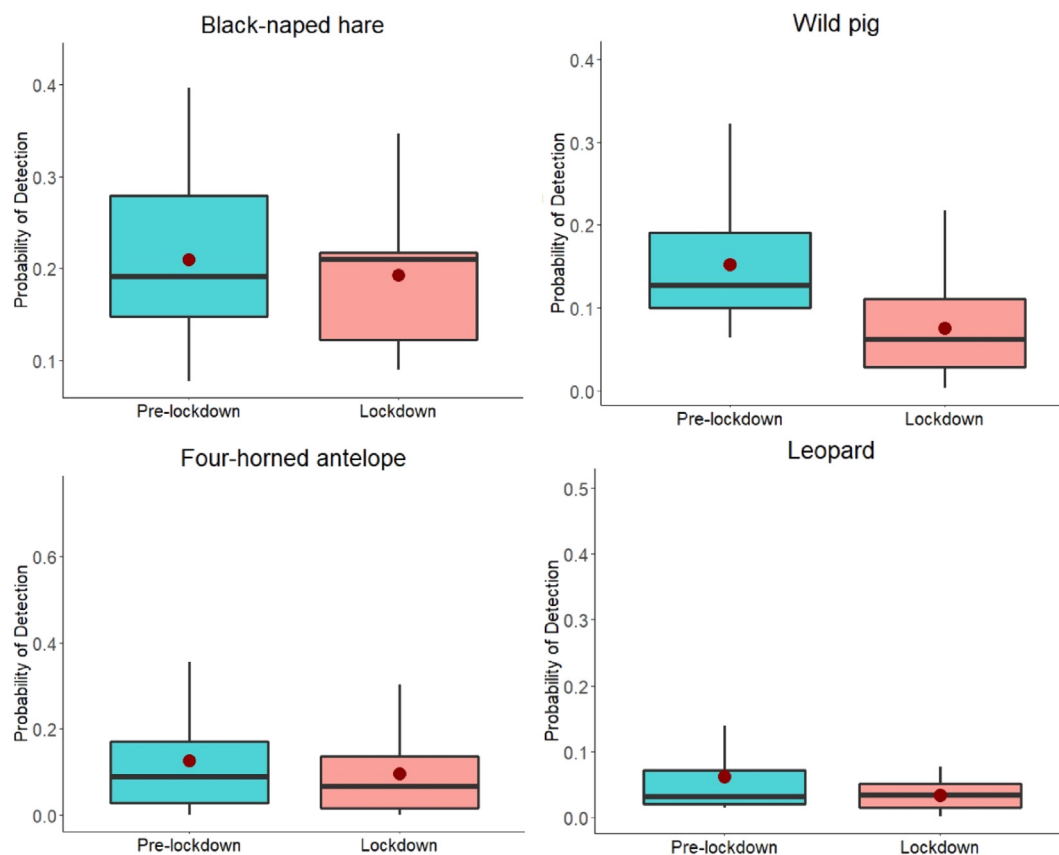 Black-naped hare
Probability of Detection
0.4
0.3
0.2
0.1
Pre-lockdown
Lockdown
Wild pig
Probability of Detection
0.4
0.3
0.2
0.1
0.0
Pre-lockdown
Lockdown
Four-horned antelope
Probability of Detection
0.6
0.4
0.2
0.0
Pre-lockdown
Lockdown
Leopard
Probability of Detection
0.5
0.4
0.3
0.2
0.1
0.0
Pre-lockdown
Lockdown